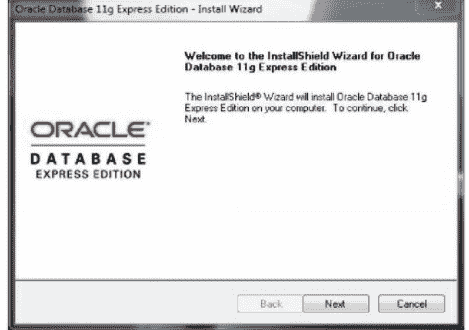 Oracle Database 11g Express Edition - Install Wizard
Welcome to the InstallShield Wizard for Oracle
Database 11g Express Edition
The InstallShield® Wizard will install Oracle Database 11g
Express Edition on your computer. To continue, click
Next.
ORACLE®
DATABASE
EXPRESS EDITION
Back
Next
Cancel